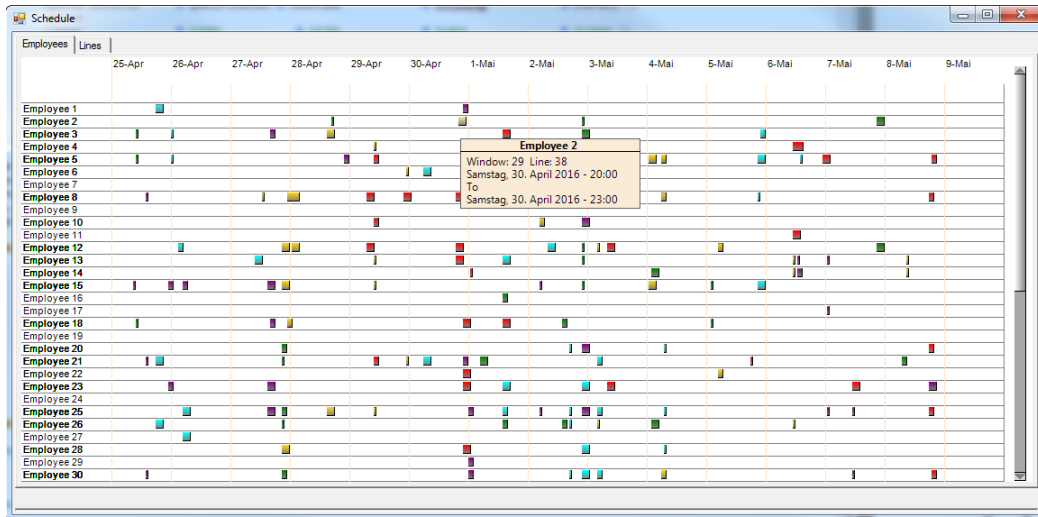 Schedule
Employees Lines
25-Apr 26-Apr 27-Apr 28-Apr 29-Apr 30-Apr 1-Mai 2-Mai 3-Mai 4-Mai 5-Mai 6-Mai 7-Mai 8-Mai 9-Mai
Employee 1
Employee 2
Employee 3
Employee 4
Employee 5
Employee 6
Employee 7
Employee 8
Employee 9
Employee 10
Employee 11
Employee 12
Employee 13
Employee 14
Employee 15
Employee 16
Employee 17
Employee 18
Employee 19
Employee 20
Employee 21
Employee 22
Employee 23
Employee 24
Employee 25
Employee 26
Employee 27
Employee 28
Employee 29
Employee 30
Employee 2
Window: 29 Line: 38
Samstag, 30. April 2016 - 20:00
To
Samstag, 30. April 2016 - 23:00